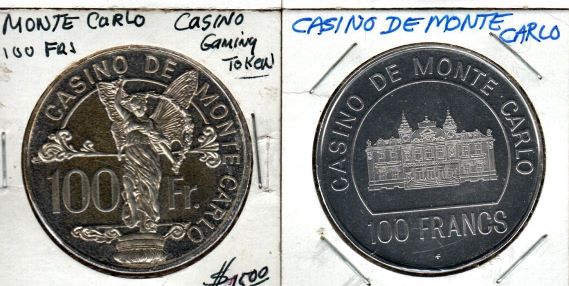 MONTE CARLO CASINO
100 FRS Gaming
TOKEN
CASINO DE MONTE-CARLO
100 Fr.
CASINO DE MONTE CARLO
CASINO DE MONTE CARLO
100 FRANCS